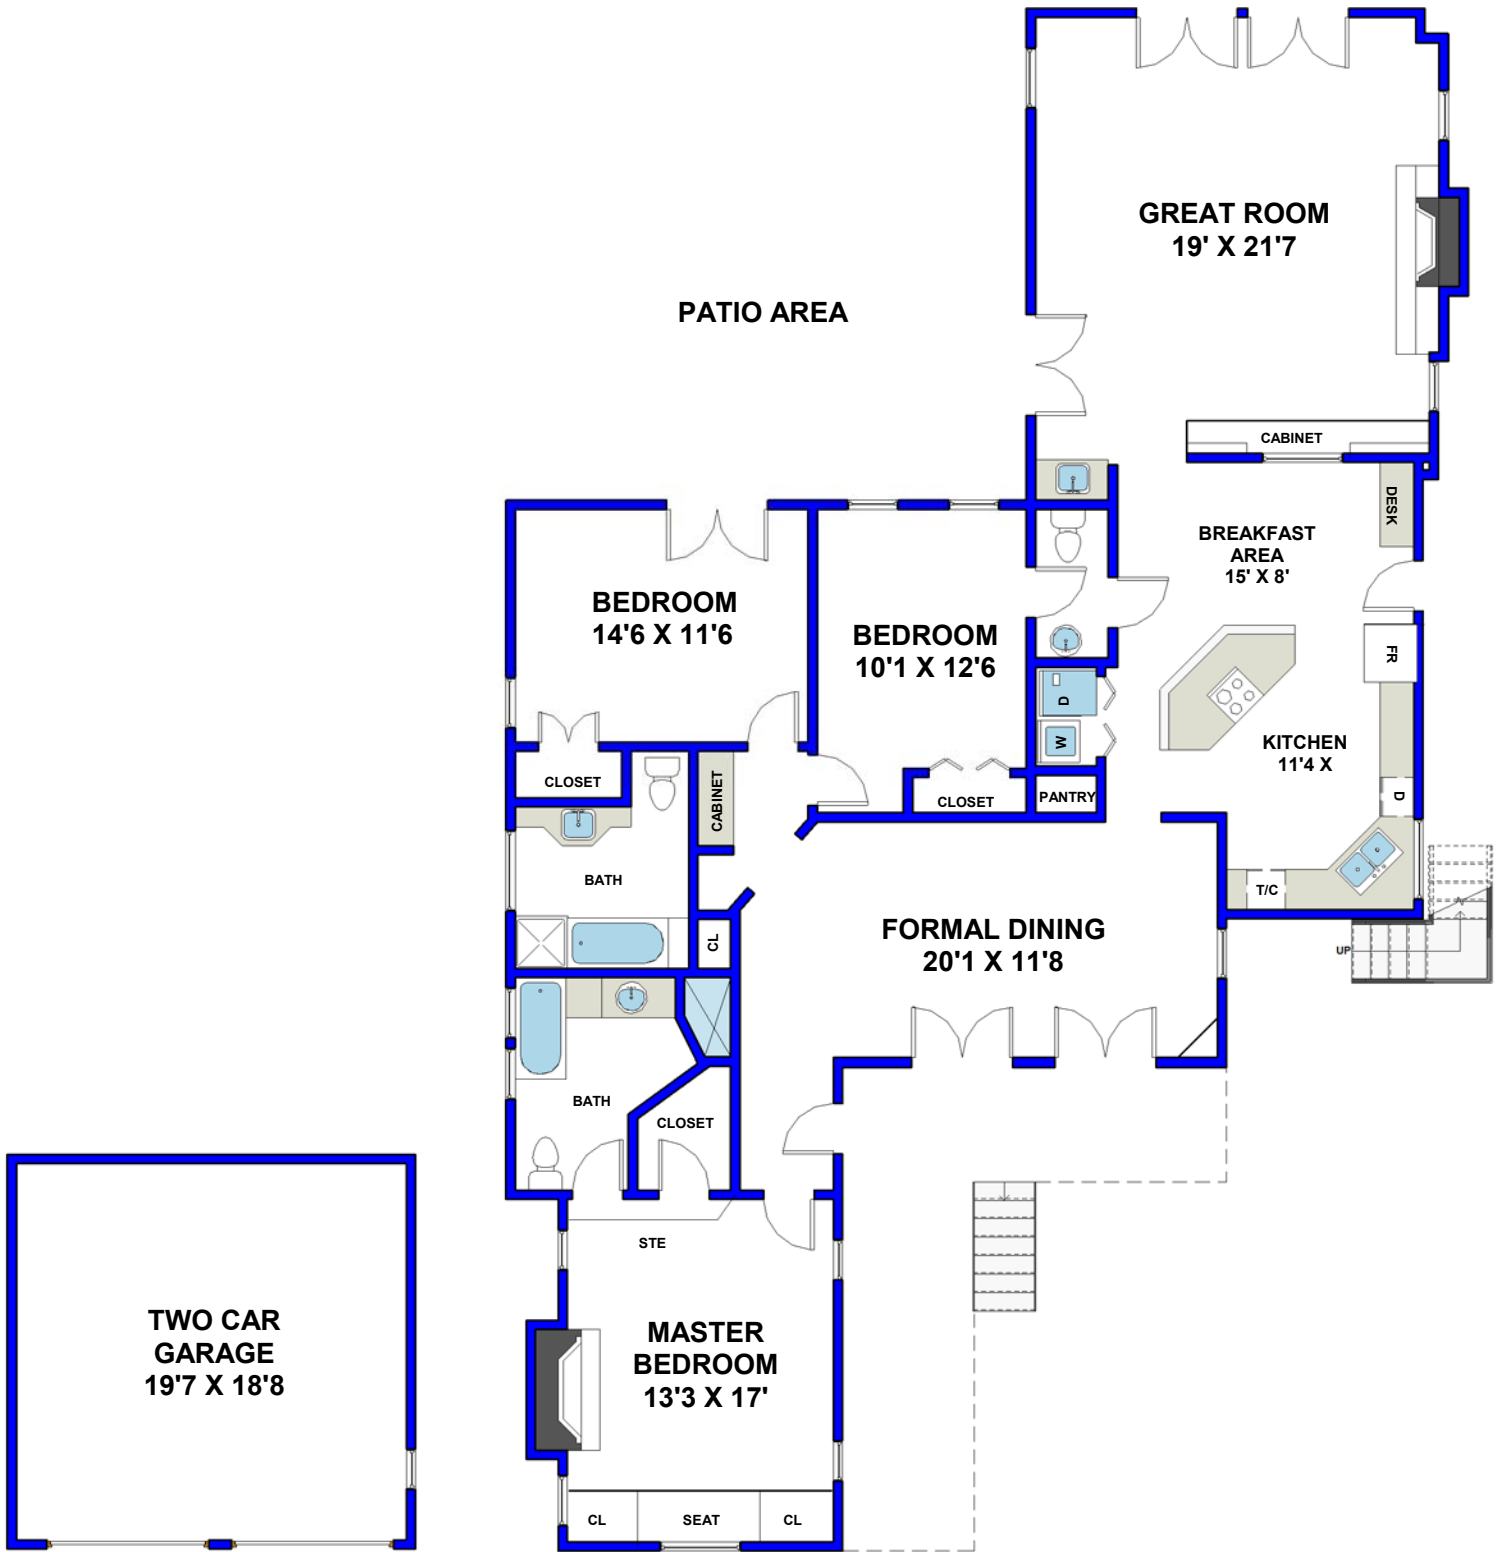 GREAT ROOM
19' X 21'7
PATIO AREA
CABINET
DESK
BREAKFAST
AREA
15' X 8'
BEDROOM
14'6 X 11'6
BEDROOM
10'1 X 12'6
FR
D
W
KITCHEN
11'4 X
CLOSET
CABINET
CLOSET
PANTRY
D
BATH
T/C
CL
FORMAL DINING
20'1 X 11'8
UP
BATH
CLOSET
STE
TWO CAR
GARAGE
19'7 X 18'8
MASTER
BEDROOM
13'3 X 17'
CL
SEAT
CL